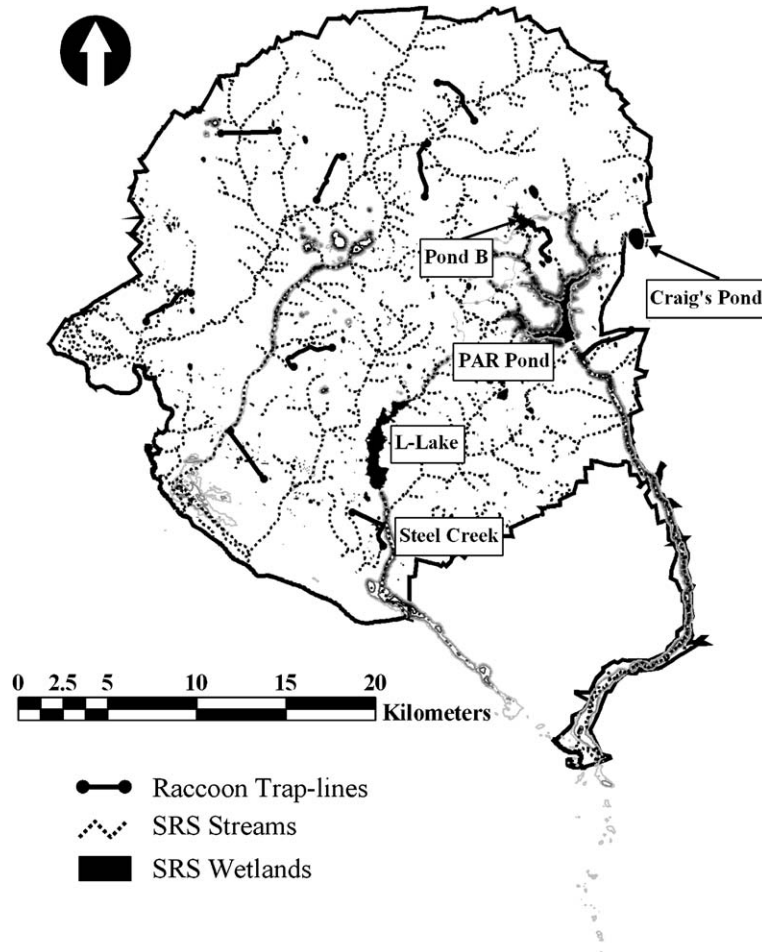 Pond B
Craig's Pond
PAR Pond
L-Lake
Steel Creek
0 2.5 5 10 15 20
Kilometers
Raccoon Trap-lines
SRS Streams
SRS Wetlands